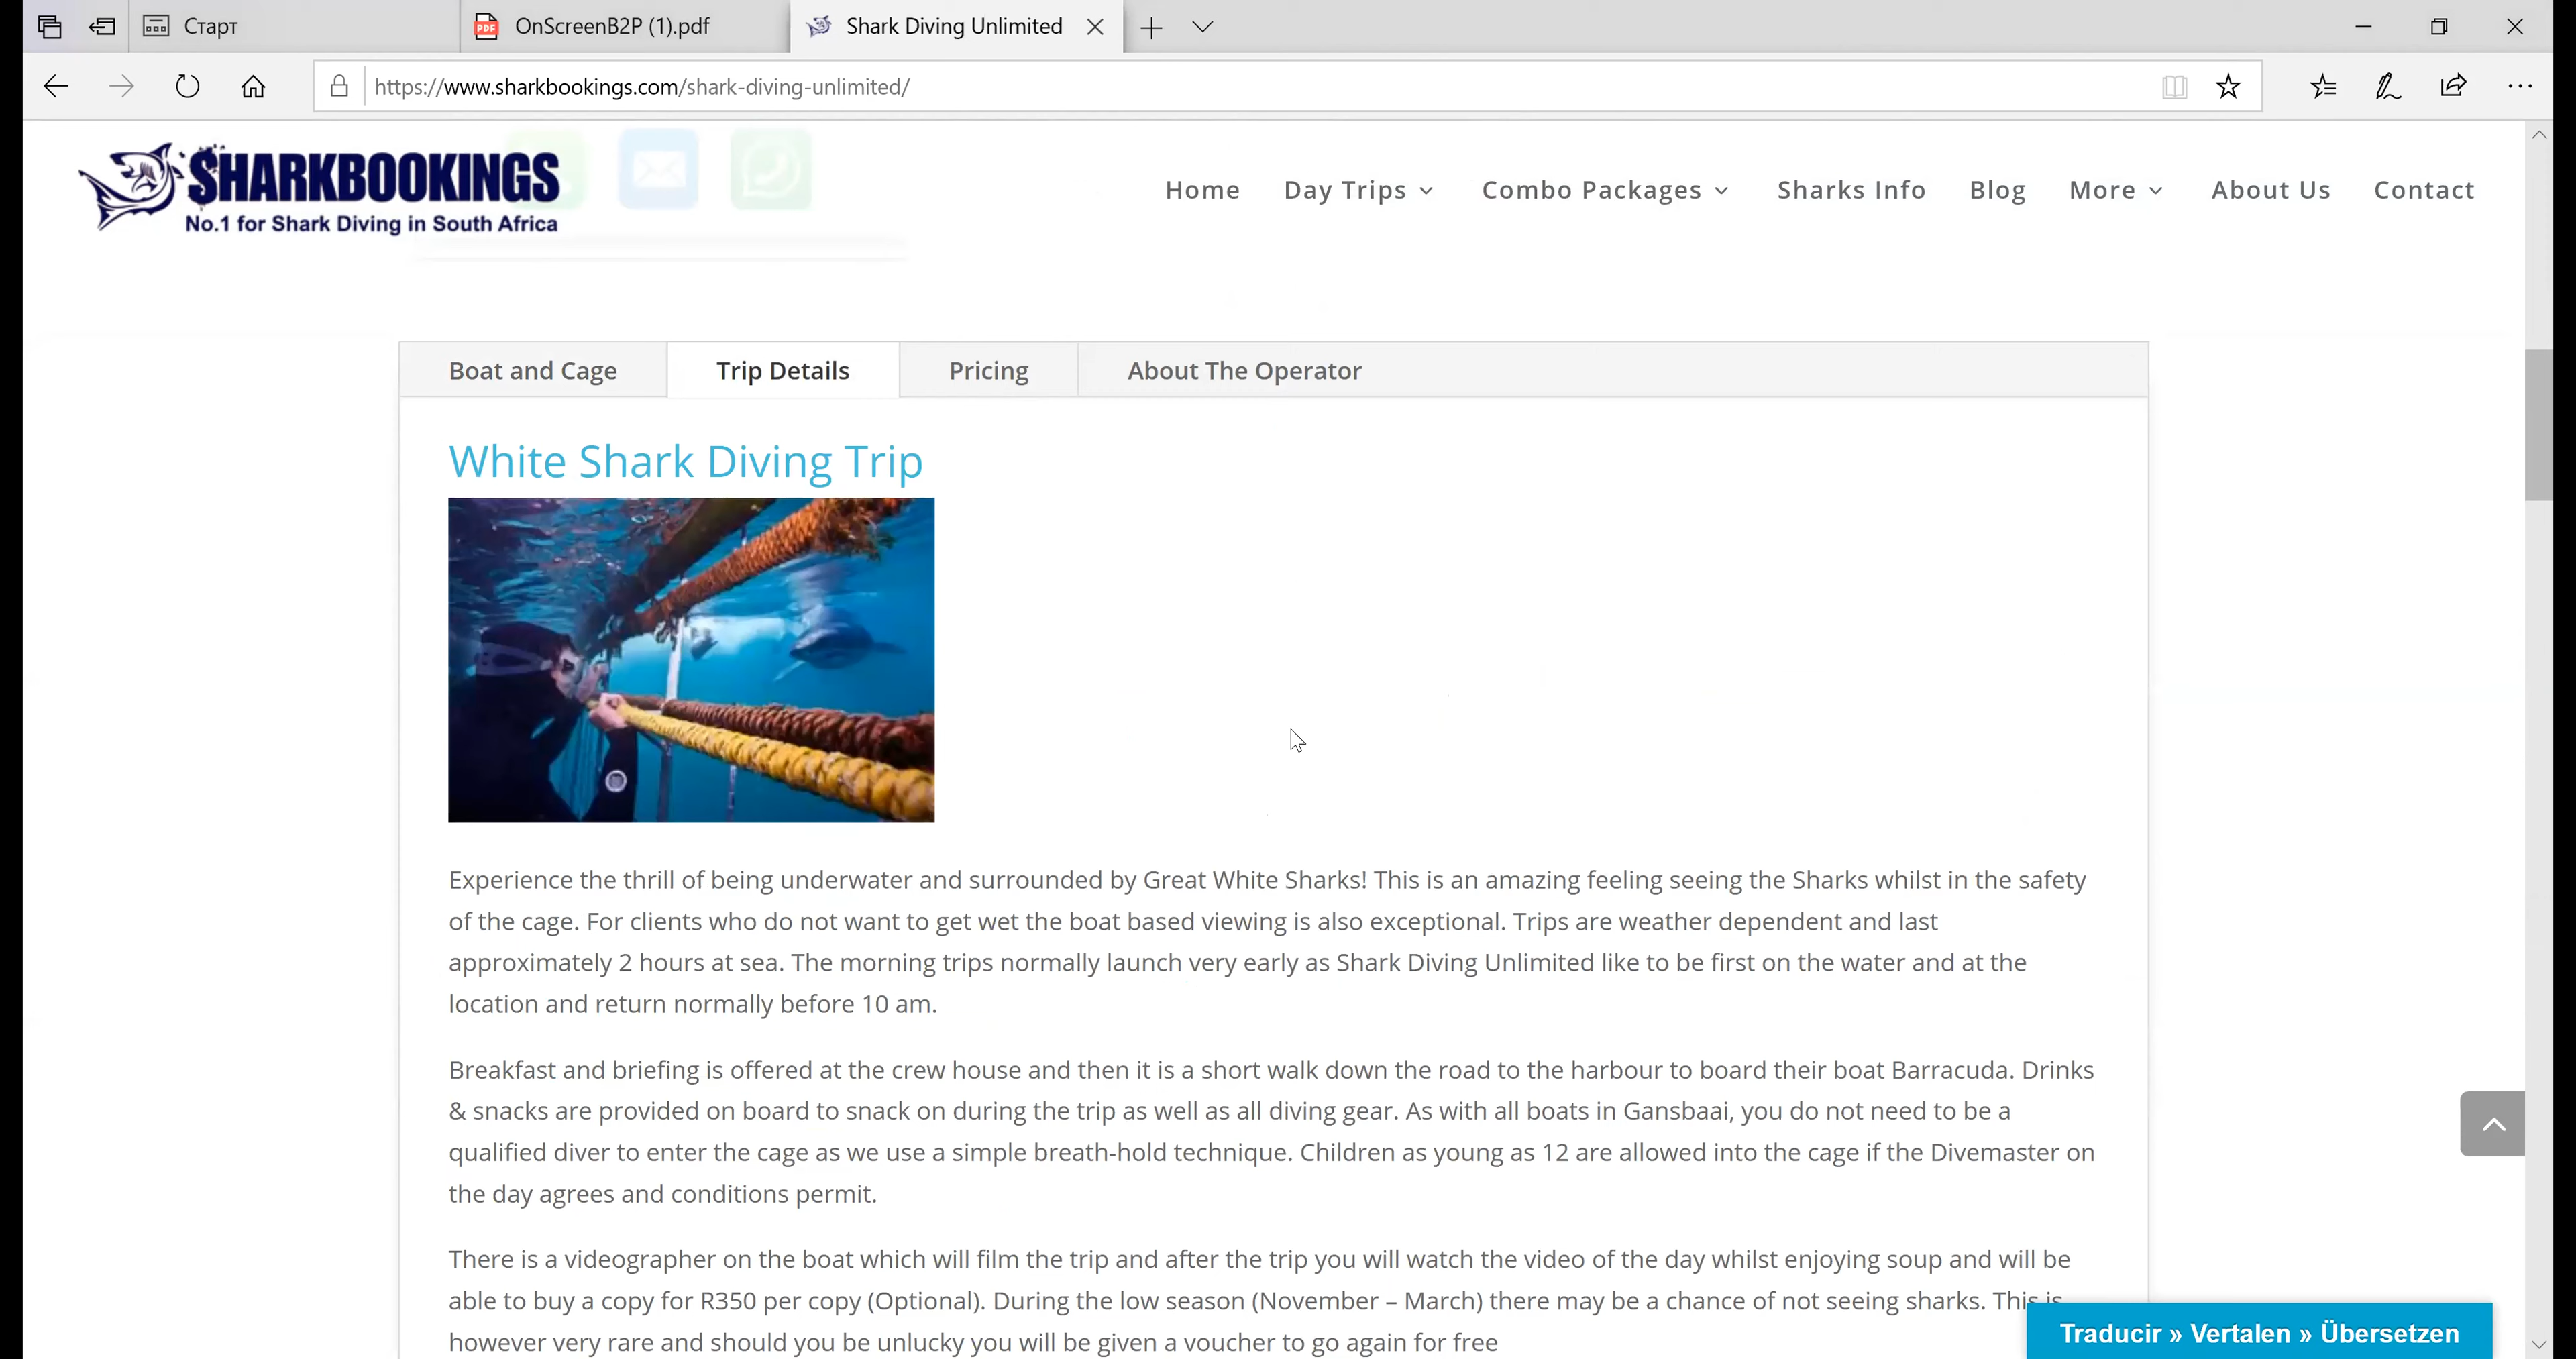 Старт
OnScreenB2P (1).pdf
Shark Diving Unlimited
https://www.sharkbookings.com/shark-diving-unlimited/
SHARKBOOKINGS
No.1 for Shark Diving in South Africa
Home
Day Trips
Combo Packages
Sharks Info
Blog
More
About Us
Contact
Boat and Cage
Trip Details
Pricing
About The Operator
White Shark Diving Trip
Experience the thrill of being underwater and surrounded by Great White Sharks! This is an amazing feeling seeing the Sharks whilst in the safety
of the cage. For clients who do not want to get wet the boat based viewing is also exceptional. Trips are weather dependent and last
approximately 2 hours at sea. The morning trips normally launch very early as Shark Diving Unlimited like to be first on the water and at the
location and return normally before 10 am.
Breakfast and briefing is offered at the crew house and then it is a short walk down the road to the harbour to board their boat Barracuda. Drinks
& snacks are provided on board to snack on during the trip as well as all diving gear. As with all boats in Gansbaai, you do not need to be a
qualified diver to enter the cage as we use a simple breath-hold technique. Children as young as 12 are allowed into the cage if the Divemaster on
the day agrees and conditions permit.
There is a videographer on the boat which will film the trip and after the trip you will watch the video of the day whilst enjoying soup and will be
able to buy a copy for R350 per copy (Optional). During the low season (November – March) there may be a chance of not seeing sharks. This is
however very rare and should you be unlucky you will be given a voucher to go again for free
Traducir » Vertalen » Übersetzen